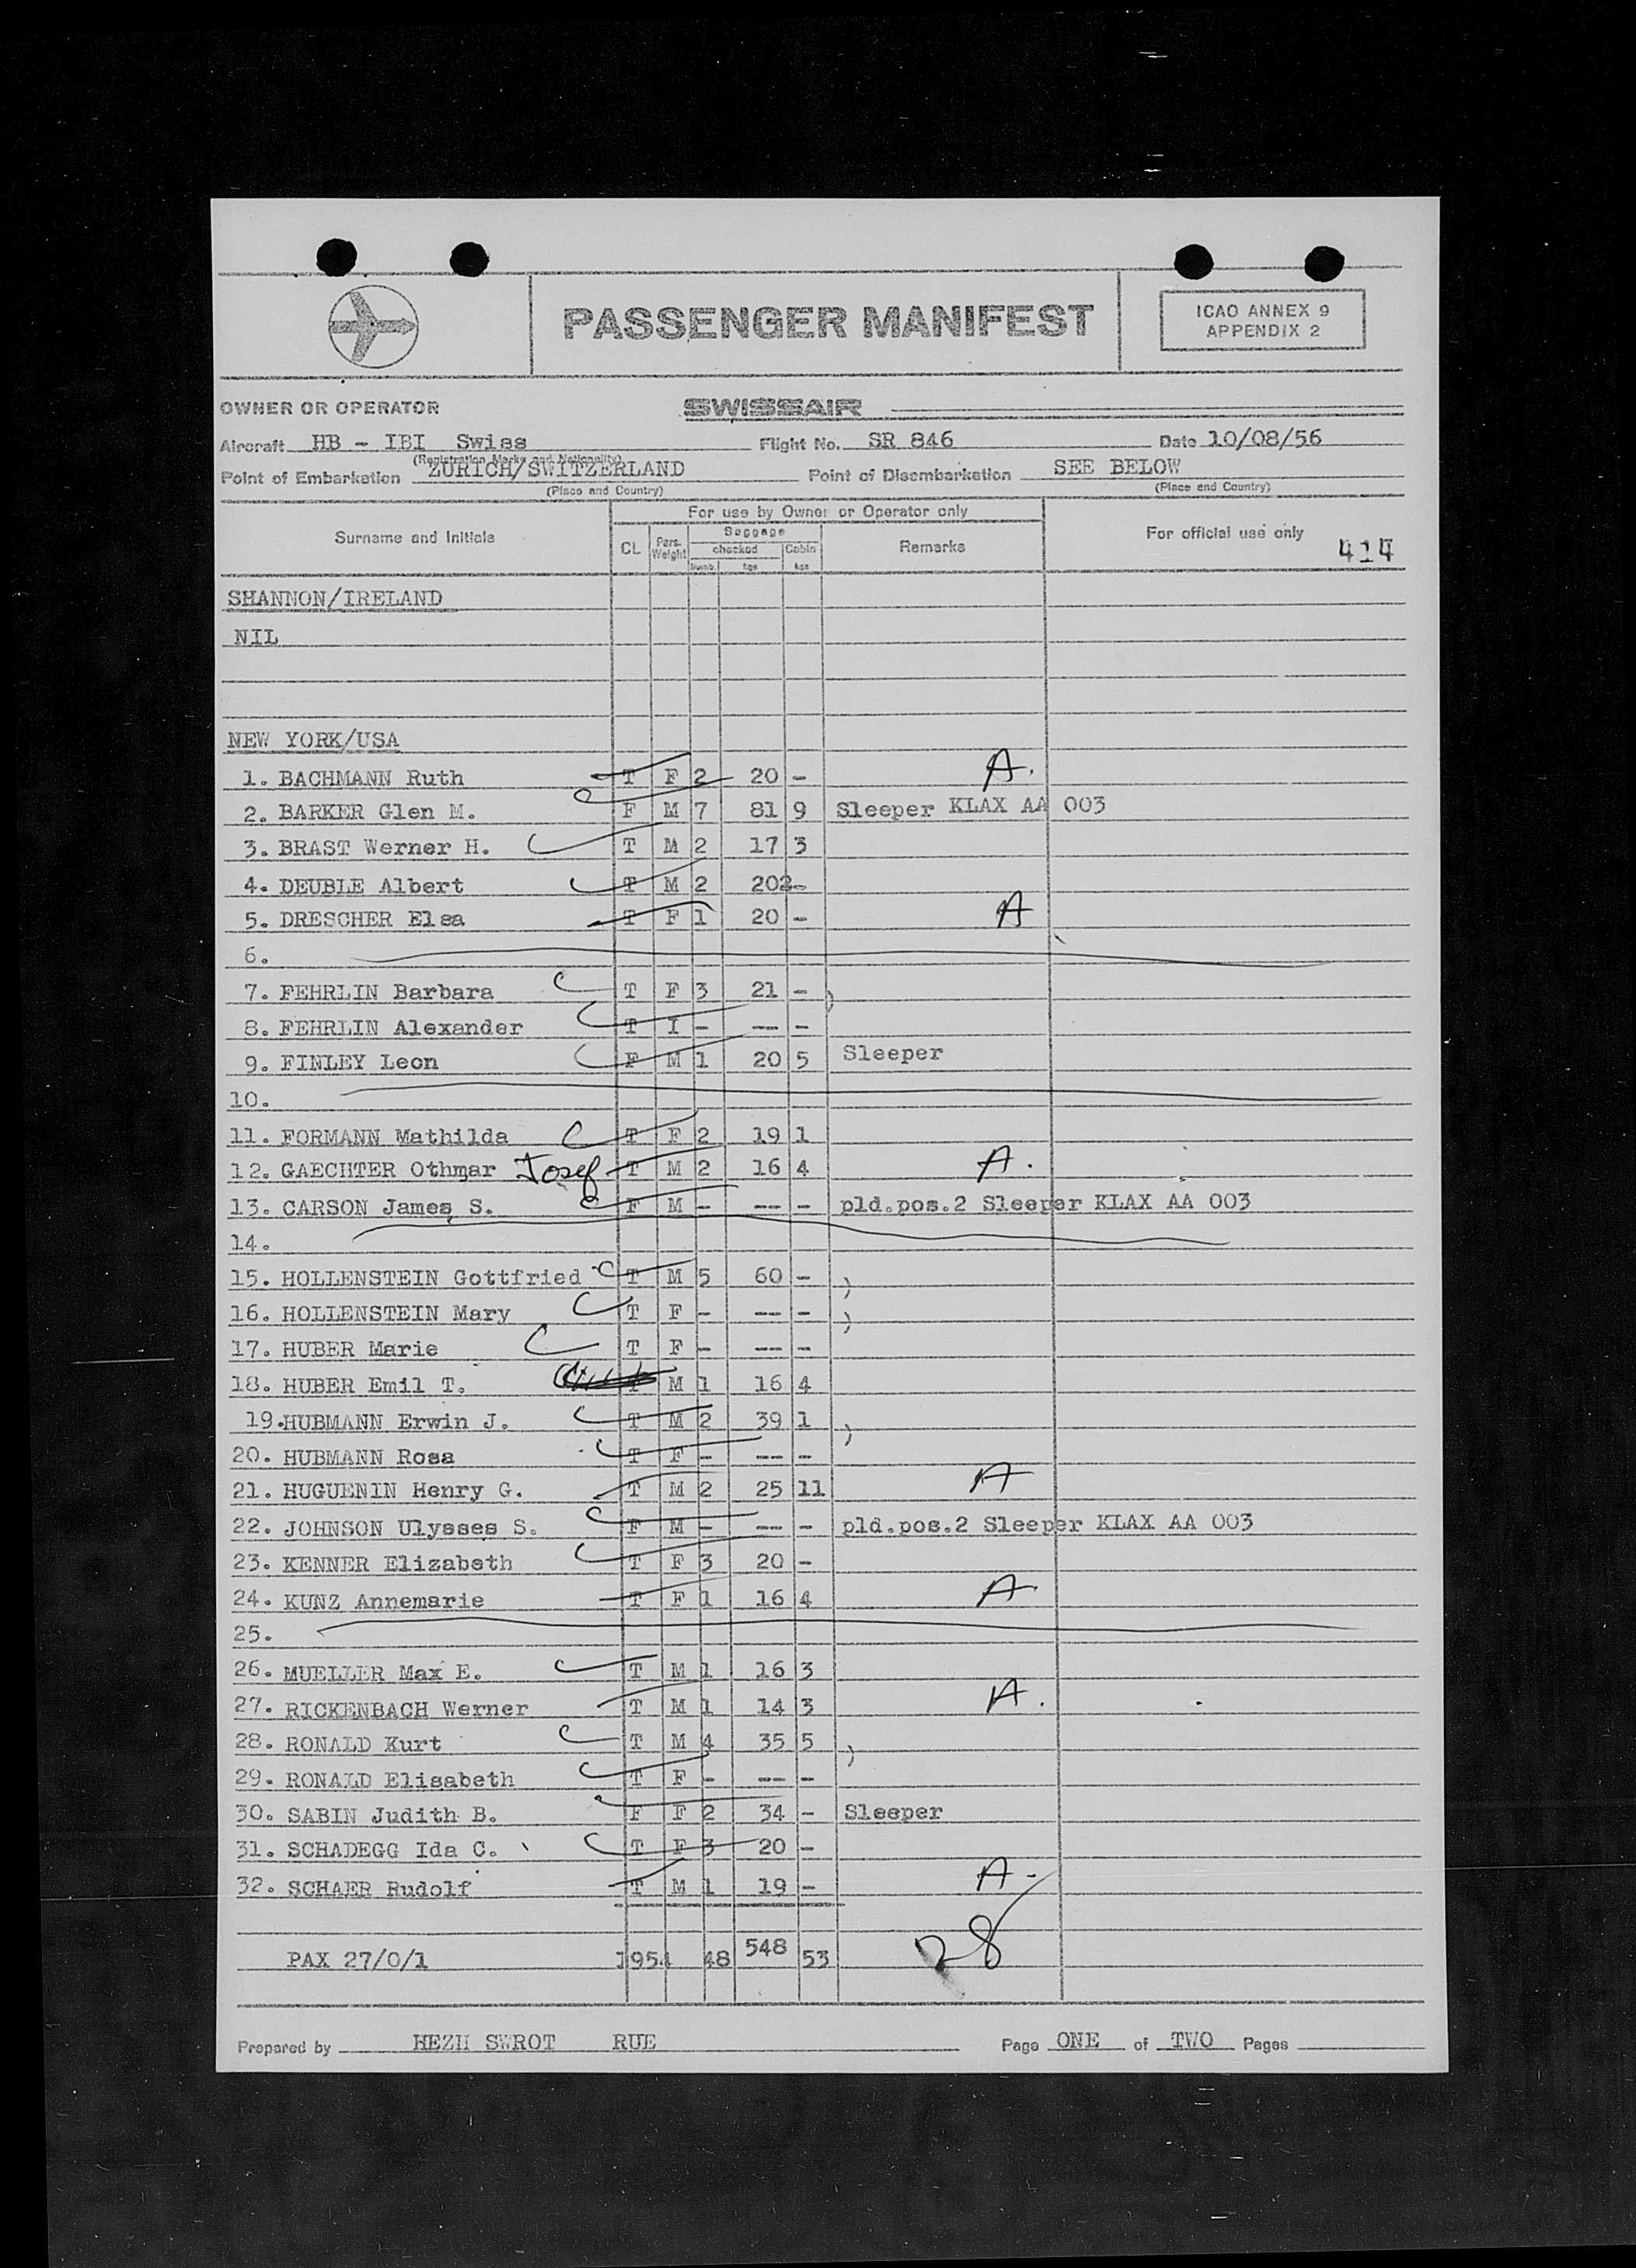 PASSENGER MANIFEST
ICAO ANNEX 9
APPENDIX 2
OWNER OR OPERATOR SWISSAIR
Aircraft HB - IBI Swiss Flight No. SR 846 Date 10/08/56
(Registration Marks and Nationality)
Point of Embarkation ZURICH/SWITZERLAND Point of Disembarkation SEE BELOW
(Place and Country) (Place and Country)
For use by Owner or Operator only
Surname and Initials CL Pers. Weight Baggage checked Numb. kgs Cabin kgs Remarks For official use only 414
SHANNON/IRELAND
NIL
NEW YORK/USA
1. BACHMANN Ruth T F 2 20 - A.
2. BARKER Glen M. F M 7 81 9 Sleeper KLAX AA 003
3. BRAST Werner H. T M 2 17 3
4. DEUBLE Albert T M 2 202-
5. DRESCHER Elsa T F 1 20 - A
6.
7. FEHRLIN Barbara T F 3 21 - )
8. FEHRLIN Alexander T I - --- -
9. FINLEY Leon F M 1 20 5 Sleeper
10.
11. FORMANN Mathilda T F 2 19 1
12. GAECHTER Othmar Josef T M 2 16 4 A.
13. CARSON James S. F M - --- - pld.pos.2 Sleeper KLAX AA 003
14.
15. HOLLENSTEIN Gottfried T M 5 60 - )
16. HOLLENSTEIN Mary T F - --- - )
17. HUBER Marie T F - --- -
18. HUBER Emil T. T M 1 16 4
19. HUBMANN Erwin J. T M 2 39 1 )
20. HUBMANN Rosa T F - --- -
21. HUGUENIN Henry G. T M 2 25 11 A
22. JOHNSON Ulysses S. F M - --- - pld.pos.2 Sleeper KLAX AA 003
23. KENNER Elizabeth T F 3 20 -
24. KUNZ Annemarie T F 1 16 4 A
25.
26. MUELLER Max E. T M 1 16 3
27. RICKENBACH Werner T M 1 14 3 A.
28. RONALD Kurt T M 4 35 5 )
29. RONALD Elisabeth T F - --- -
30. SABIN Judith B. F F 2 34 - Sleeper
31. SCHADEGG Ida C. T F 3 20 -
32. SCHAER Rudolf T M 1 19 - A-
PAX 27/0/1 1954 48 548 53 28
Prepared by HEZH SWROT RUE Page ONE of TWO Pages